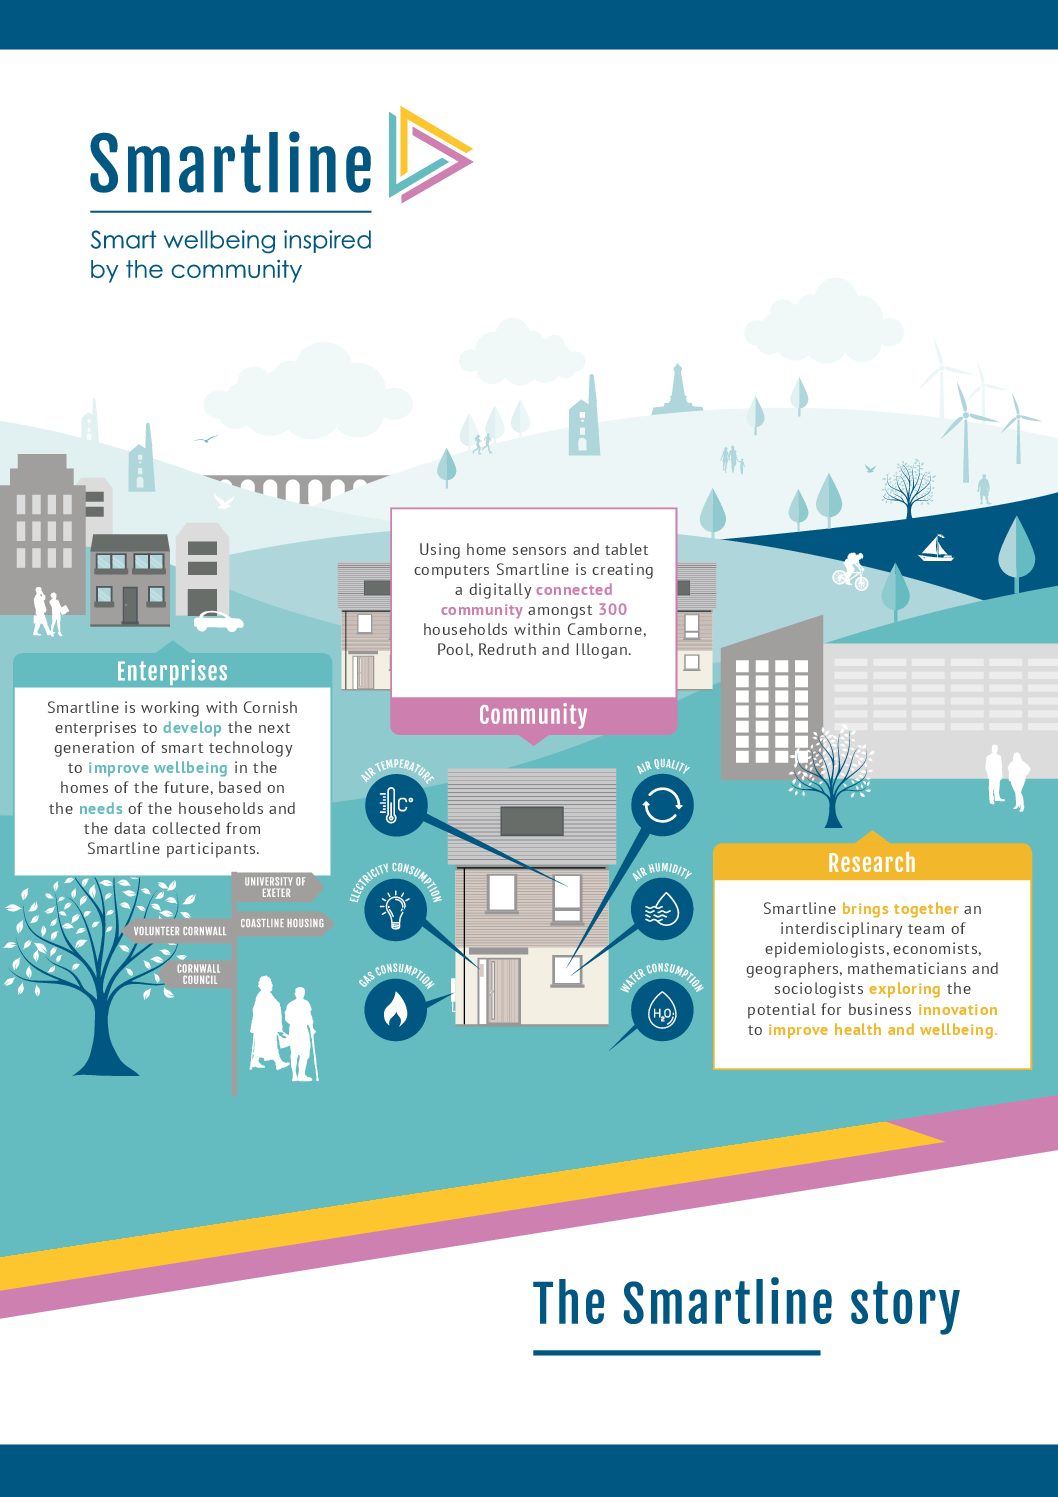 Smartline
Smart wellbeing inspired
by the community
Using home sensors and tablet
computers Smartline is creating
a digitally connected
community amongst 300
households within Camborne,
Pool, Redruth and Illogan.
Community
Enterprises
Smartline is working with Cornish
enterprises to develop the next
generation of smart technology
to improve wellbeing in the
homes of the future, based on
the needs of the households and
the data collected from
Smartline participants.
AIR TEMPERATURE
C°
AIR QUALITY
ELECTRICITY CONSUMPTION
AIR HUMIDITY
GAS CONSUMPTION
WATER CONSUMPTION
H₂O
UNIVERSITY OF
EXETER
COASTLINE HOUSING
VOLUNTEER CORNWALL
CORNWALL
COUNCIL
Research
Smartline brings together an
interdisciplinary team of
epidemiologists, economists,
geographers, mathematicians and
sociologists exploring the
potential for business innovation
to improve health and wellbeing.
The Smartline story